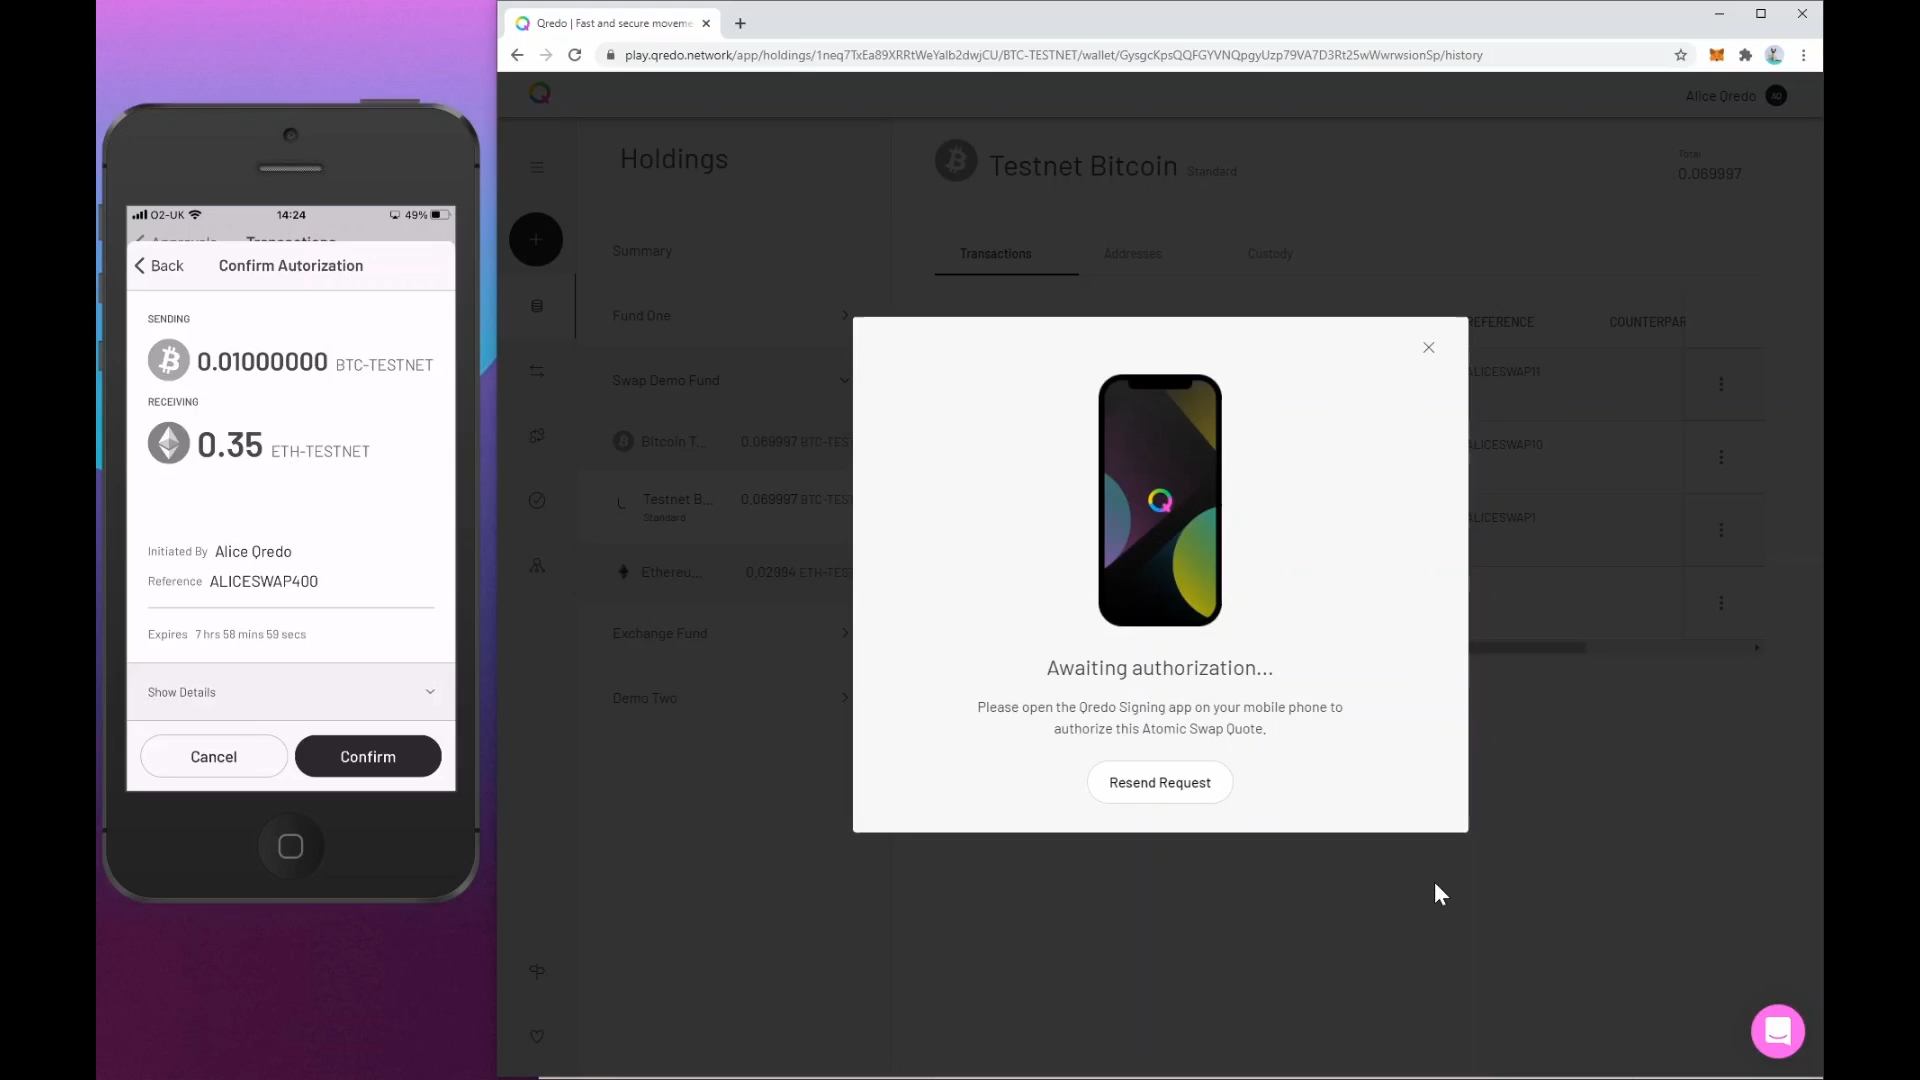 Qredo | Fast and secure moveme
play.qredo.network/app/holdings/1neq7TxEa89XRRtWeYalb2dwjCU/BTC-TESTNET/wallet/GysgcKpsQQFGYVNQpgyUzp79VA7D3Rt25wWwrwsionSp/history
Alice Qredo AQ
O2-UK 14:24 49%
Approvals Transactions
Back Confirm Autorization
SENDING
0.01000000 BTC-TESTNET
RECEIVING
0.35 ETH-TESTNET
Initiated By Alice Qredo
Reference ALICESWAP400
Expires 7 hrs 58 mins 59 secs
Show Details
Cancel Confirm
Holdings
Summary
Fund One
Swap Demo Fund
Bitcoin T... 0.069997 BTC-TES
Testnet B... 0.069997 BTC-TES
Standard
Ethereu... 0.02994 ETH-TES
Exchange Fund
Demo Two
Testnet Bitcoin Standard
Total
0.069997
Transactions Addresses Custody
REFERENCE COUNTERPAR
ALICESWAP11
ALICESWAP10
ALICESWAP1
Awaiting authorization...
Please open the Qredo Signing app on your mobile phone to
authorize this Atomic Swap Quote.
Resend Request